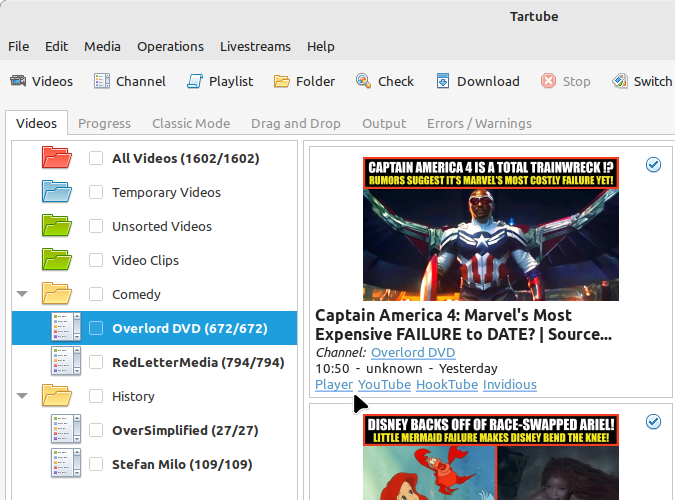 Tartube
File Edit Media Operations Livestreams Help
Videos Channel Playlist Folder Check Download Stop Switch
Videos Progress Classic Mode Drag and Drop Output Errors / Warnings
All Videos (1602/1602)
Temporary Videos
Unsorted Videos
Video Clips
Comedy
Overlord DVD (672/672)
RedLetterMedia (794/794)
History
OverSimplified (27/27)
Stefan Milo (109/109)
CAPTAIN AMERICA 4 IS A TOTAL TRAINWRECK !?
RUMORS SUGGEST IT'S MARVEL'S MOST COSTLY FAILURE YET!
Captain America 4: Marvel's Most
Expensive FAILURE to DATE? | Source...
Channel: Overlord DVD
10:50 - unknown - Yesterday
Player YouTube HookTube Invidious
DISNEY BACKS OFF OF RACE-SWAPPED ARIEL!
LITTLE MERMAID FAILURE MAKES DISNEY BEND THE KNEE!